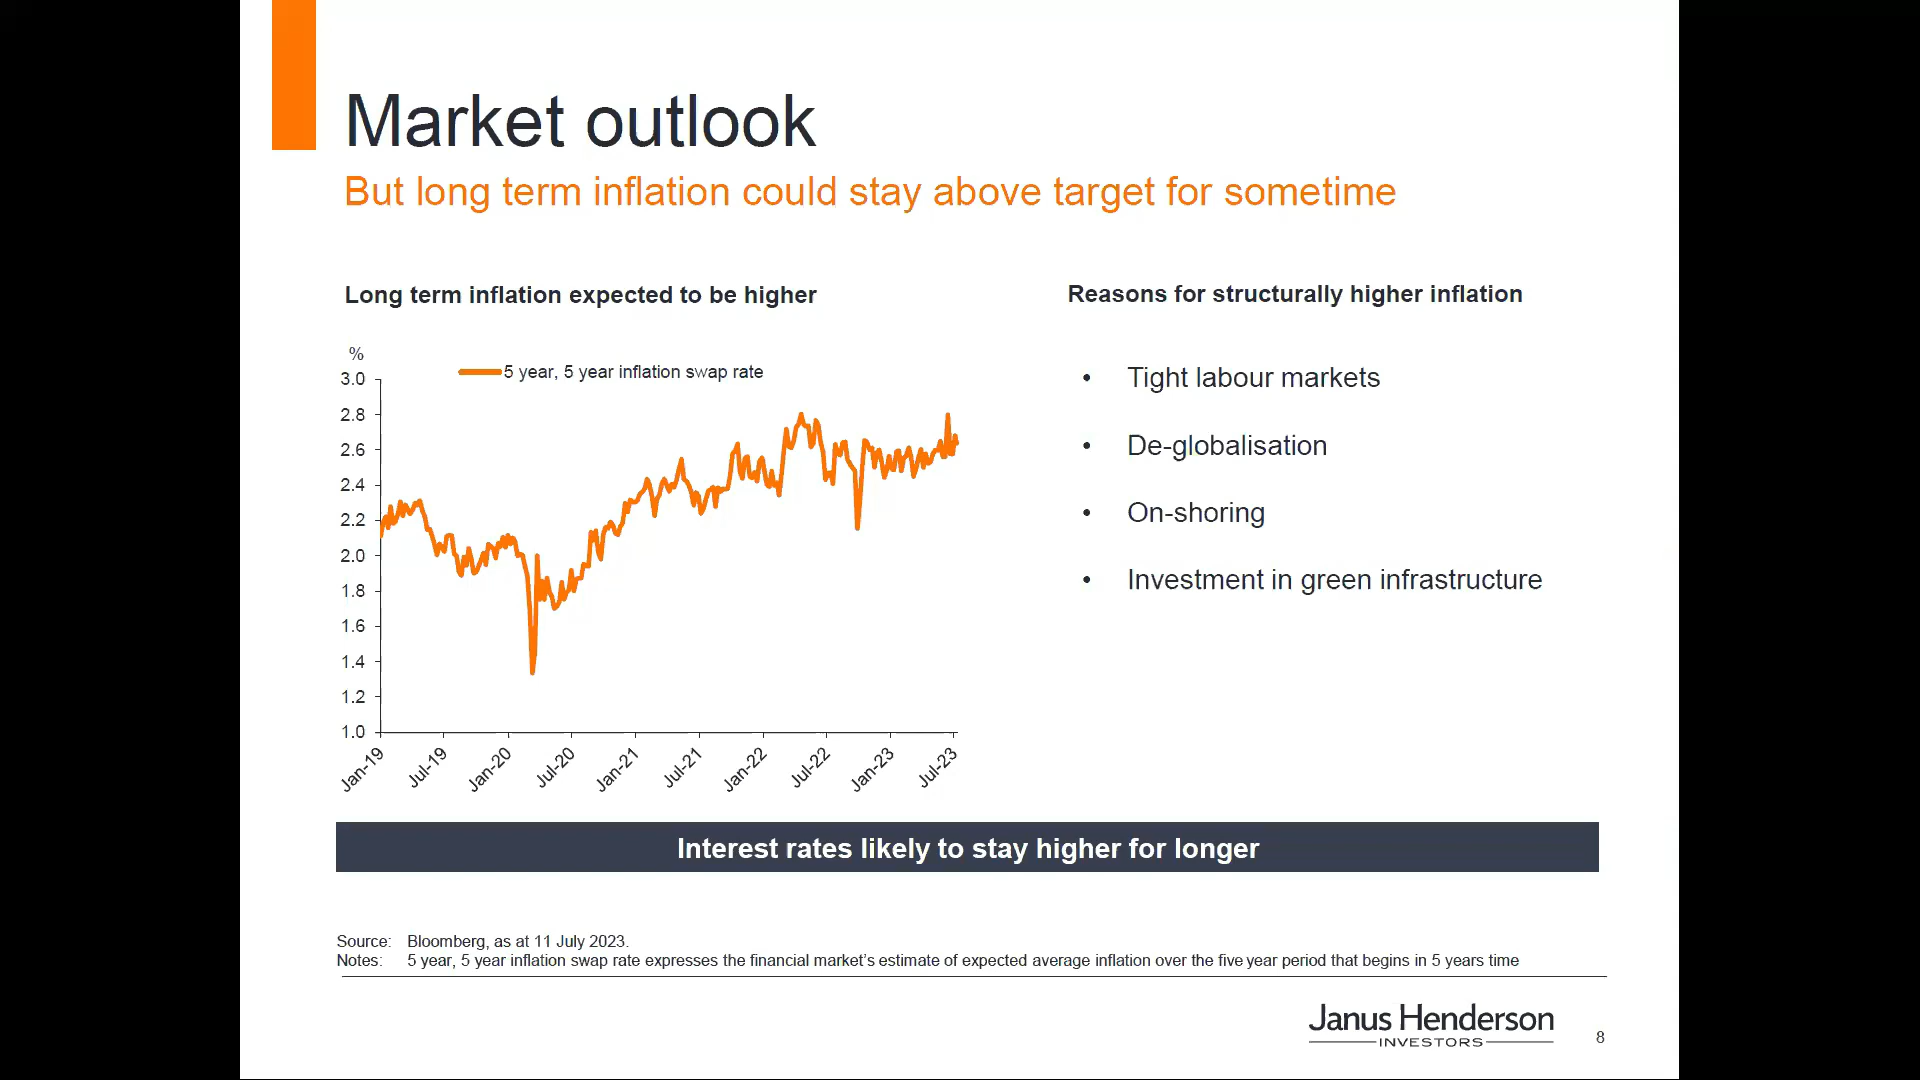 Market outlook
But long term inflation could stay above target for sometime
Long term inflation expected to be higher
%
5 year, 5 year inflation swap rate
3.0
2.8
2.6
2.4
2.2
2.0
1.8
1.6
1.4
1.2
1.0
Jan-19
Jul-19
Jan-20
Jul-20
Jan-21
Jul-21
Jan-22
Jul-22
Jan-23
Jul-23
Reasons for structurally higher inflation
• Tight labour markets
• De-globalisation
• On-shoring
• Investment in green infrastructure
Interest rates likely to stay higher for longer
Source: Bloomberg, as at 11 July 2023.
Notes: 5 year, 5 year inflation swap rate expresses the financial market's estimate of expected average inflation over the five year period that begins in 5 years time
Janus Henderson
INVESTORS
8